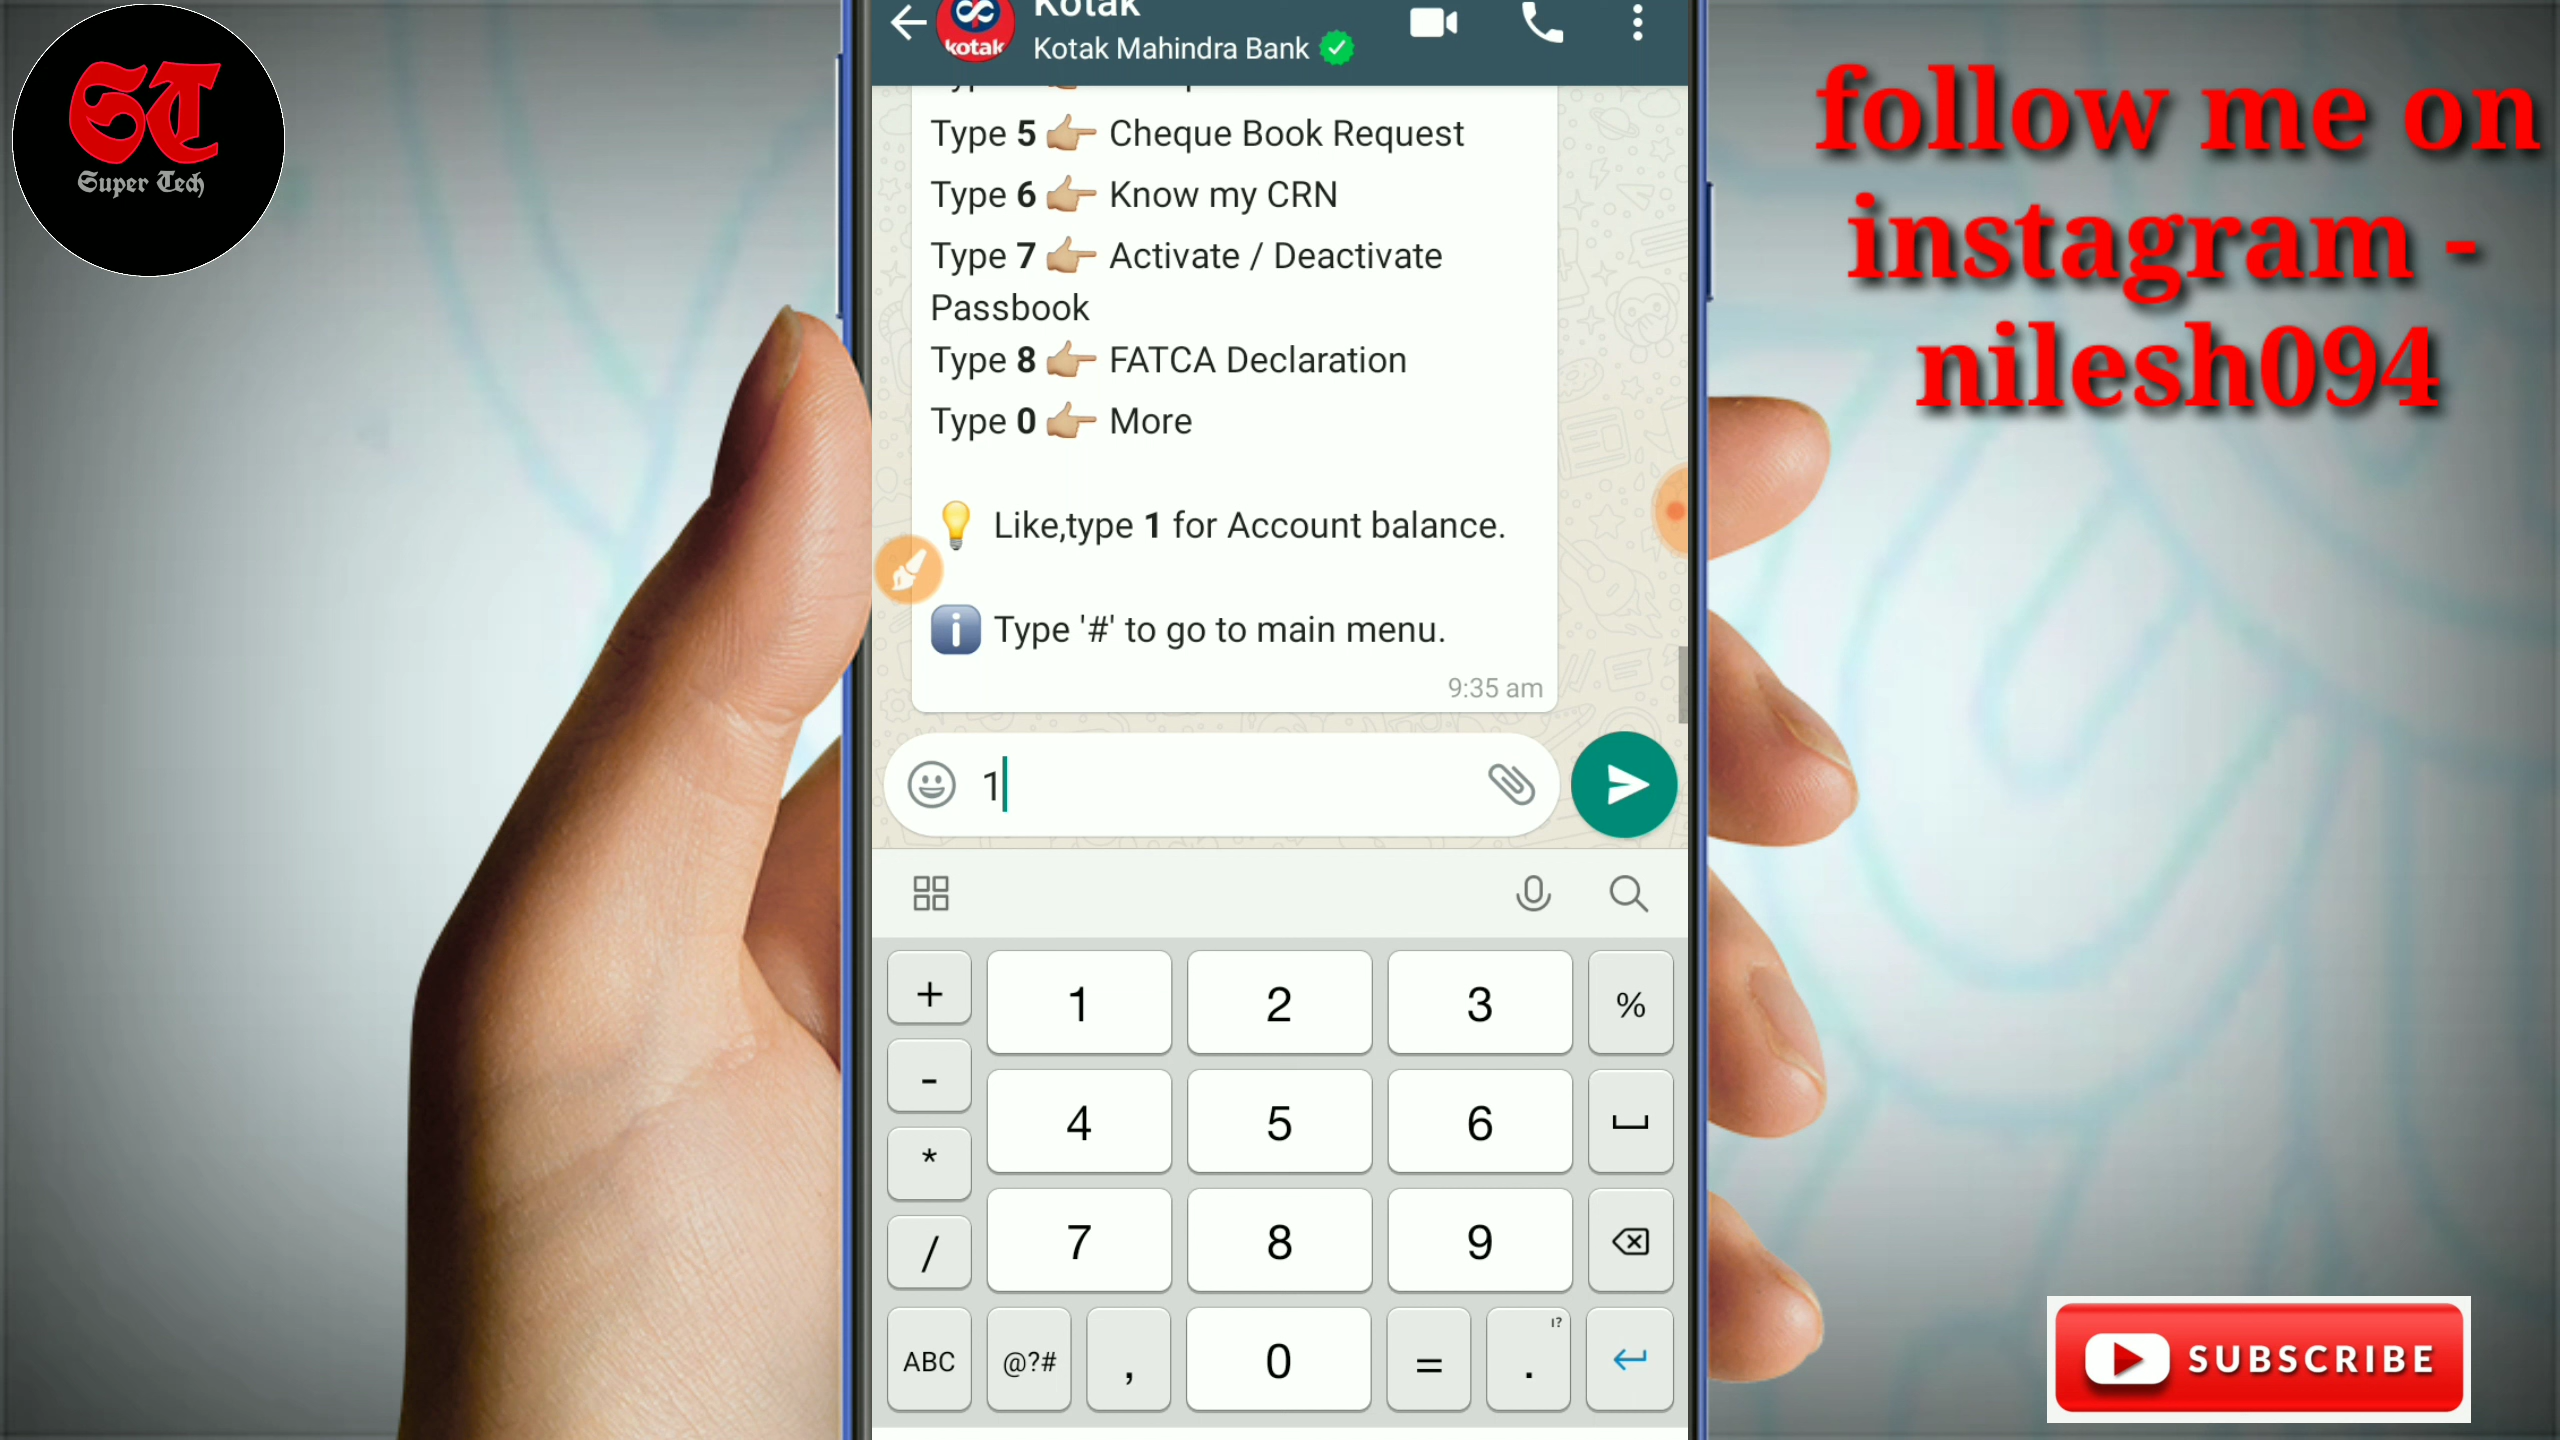 ST
Super Tech
Kotak
kotak
Kotak Mahindra Bank
Type 5 👉🏼 Cheque Book Request
Type 6 👉🏼 Know my CRN
Type 7 👉🏼 Activate / Deactivate
Passbook
Type 8 👉🏼 FATCA Declaration
Type 0 👉🏼 More
💡 Like,type 1 for Account balance.
ℹ️ Type '#' to go to main menu.
9:35 am
1
+ 1 2 3 %
- 4 5 6
* 7 8 9
/
ABC @?# , 0 = . !?
follow me on
instagram -
nilesh094
SUBSCRIBE